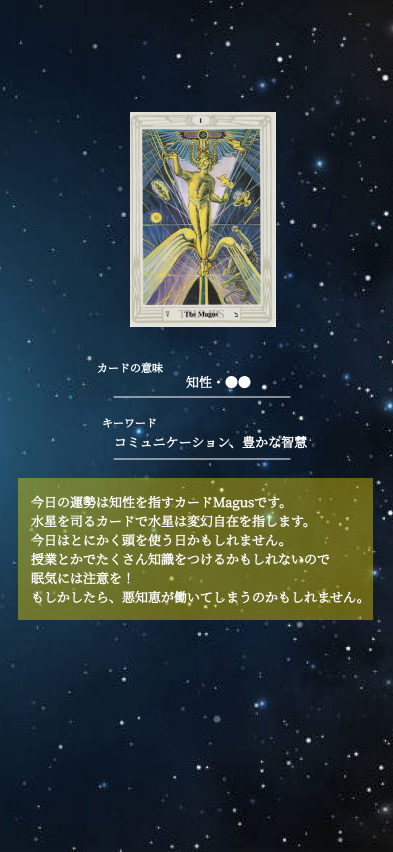 I
The Magus
カードの意味
知性・●●
キーワード
コミュニケーション、豊かな智慧
今日の運勢は知性を指すカードMagusです。
水星を司るカードで水星は変幻自在を指します。
今日はとにかく頭を使う日かもしれません。
授業とかでたくさん知識をつけるかもしれないので
眠気には注意を！
もしかしたら、悪知恵が働いてしまうのかもしれません。